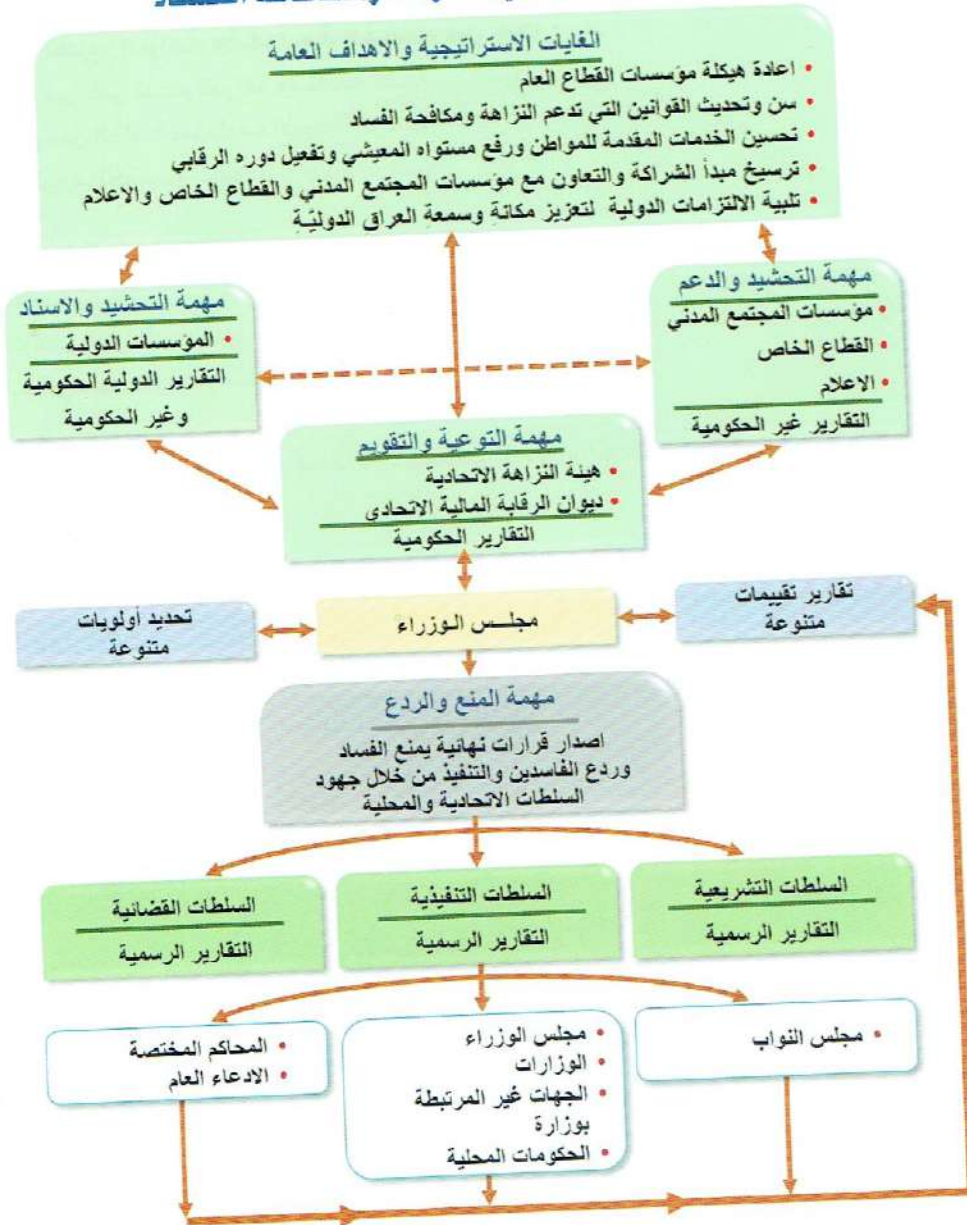 الغايات الاستراتيجية والاهداف العامة
• اعادة هيكلة مؤسسات القطاع العام
• سن وتحديث القوانين التي تدعم النزاهة ومكافحة الفساد
• تحسين الخدمات المقدمة للمواطن ورفع مستواه المعيشي وتفعيل دوره الرقابي
• ترسيخ مبدأ الشراكة والتعاون مع مؤسسات المجتمع المدني والقطاع الخاص والاعلام
• تلبية الالتزامات الدولية لتعزيز مكانةِ وسمعةِ العراقِ الدوليّةِ
مهمة التحشيد والدعم
• مؤسسات المجتمع المدني
• القطاع الخاص
• الاعلام
التقارير غير الحكومية
مهمة التحشيد والاسناد
• المؤسسات الدولية
التقارير الدولية الحكومية
وغير الحكومية
مهمة التوعية والتقويم
• هيئة النزاهة الاتحادية
• ديوان الرقابة المالية الاتحادي
التقارير الحكومية
تقارير تقييمات
متنوعة
مجلـــس الـوزراء
تحديد أولويات
متنوعة
مهمة المنع والردع
اصدار قرارات نهائية يمنع الفساد
وردع الفاسدين والتنفيذ من خلال جهود
السلطات الاتحادية والمحلية
السلطات التشريعية
التقارير الرسمية
السلطات التنفيذية
التقارير الرسمية
السلطات القضائية
التقارير الرسمية
• مجلس النواب
• مجلس الوزراء
• الوزارات
• الجهات غير المرتبطة
بوزارة
• الحكومات المحلية
• المحاكم المختصة
• الادعاء العام